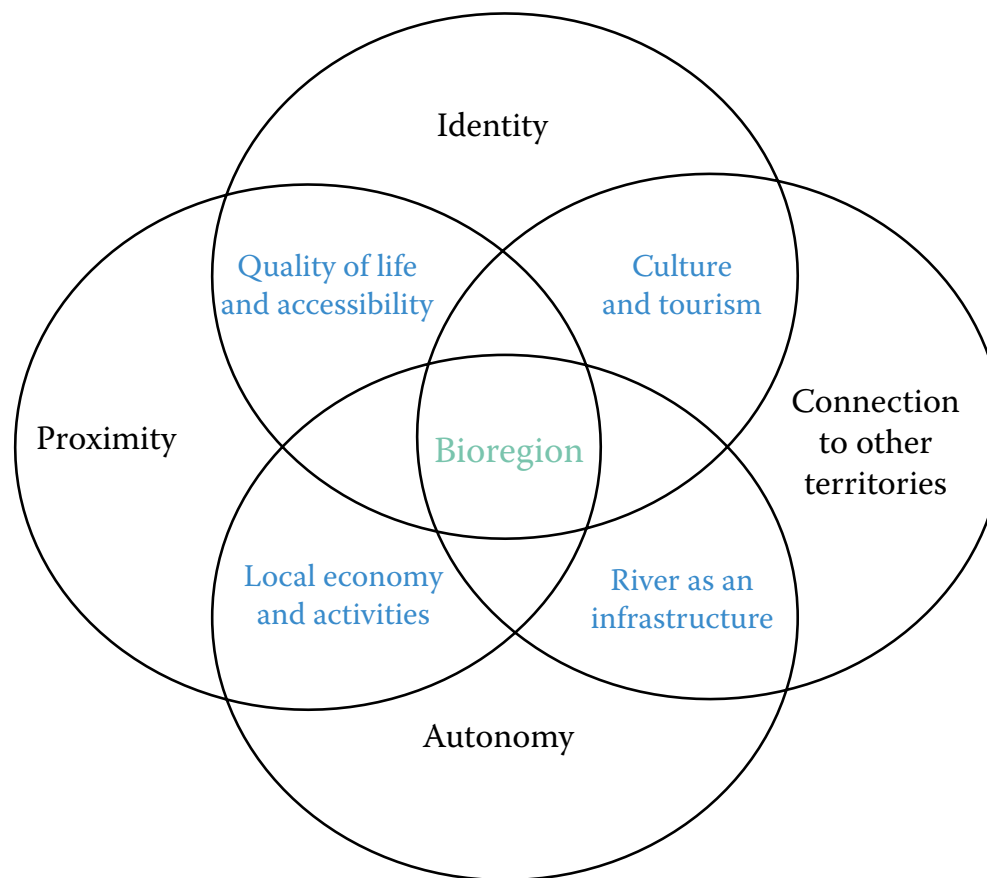 Identity
Quality of life
and accessibility
Culture
and tourism
Proximity
Bioregion
Connection
to other
territories
Local economy
and activities
River as an
infrastructure
Autonomy